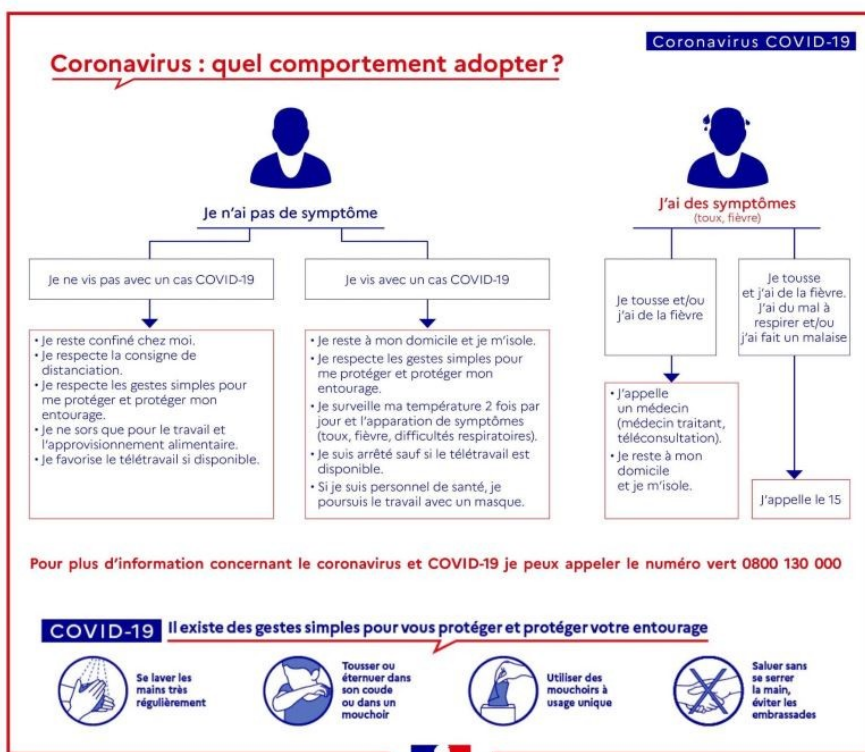 Coronavirus COVID-19
Coronavirus : quel comportement adopter ?
Je n'ai pas de symptôme
Je ne vis pas avec un cas COVID-19
• Je reste confiné chez moi.
• Je respecte la consigne de
distanciation.
• Je respecte les gestes simples pour
me protéger et protéger mon
entourage.
• Je ne sors que pour le travail et
l'approvisionnement alimentaire.
• Je favorise le télétravail si disponible.
Je vis avec un cas COVID-19
• Je reste à mon domicile et je m'isole.
• Je respecte les gestes simples pour
me protéger et protéger mon
entourage.
• Je surveille ma température 2 fois par
jour et l'apparation de symptômes
(toux, fièvre, difficultés respiratoires).
• Je suis arrêté sauf si le télétravail est
disponible.
• Si je suis personnel de santé, je
poursuis le travail avec un masque.
J'ai des symptômes
(toux, fièvre)
Je tousse et/ou
j'ai de la fièvre
• J'appelle
un médecin
(médecin traitant,
téléconsultation).
• Je reste à mon
domicile
et je m'isole.
Je tousse
et j'ai de la fièvre.
J'ai du mal à
respirer et/ou
j'ai fait un malaise
J'appelle le 15
Pour plus d'information concernant le coronavirus et COVID-19 je peux appeler le numéro vert 0800 130 000
COVID-19 Il existe des gestes simples pour vous protéger et protéger votre entourage
Se laver les
mains très
régulièrement
Tousser ou
éternuer dans
son coude
ou dans un
mouchoir
Utiliser des
mouchoirs à
usage unique
Saluer sans
se serrer
la main,
éviter les
embrassades